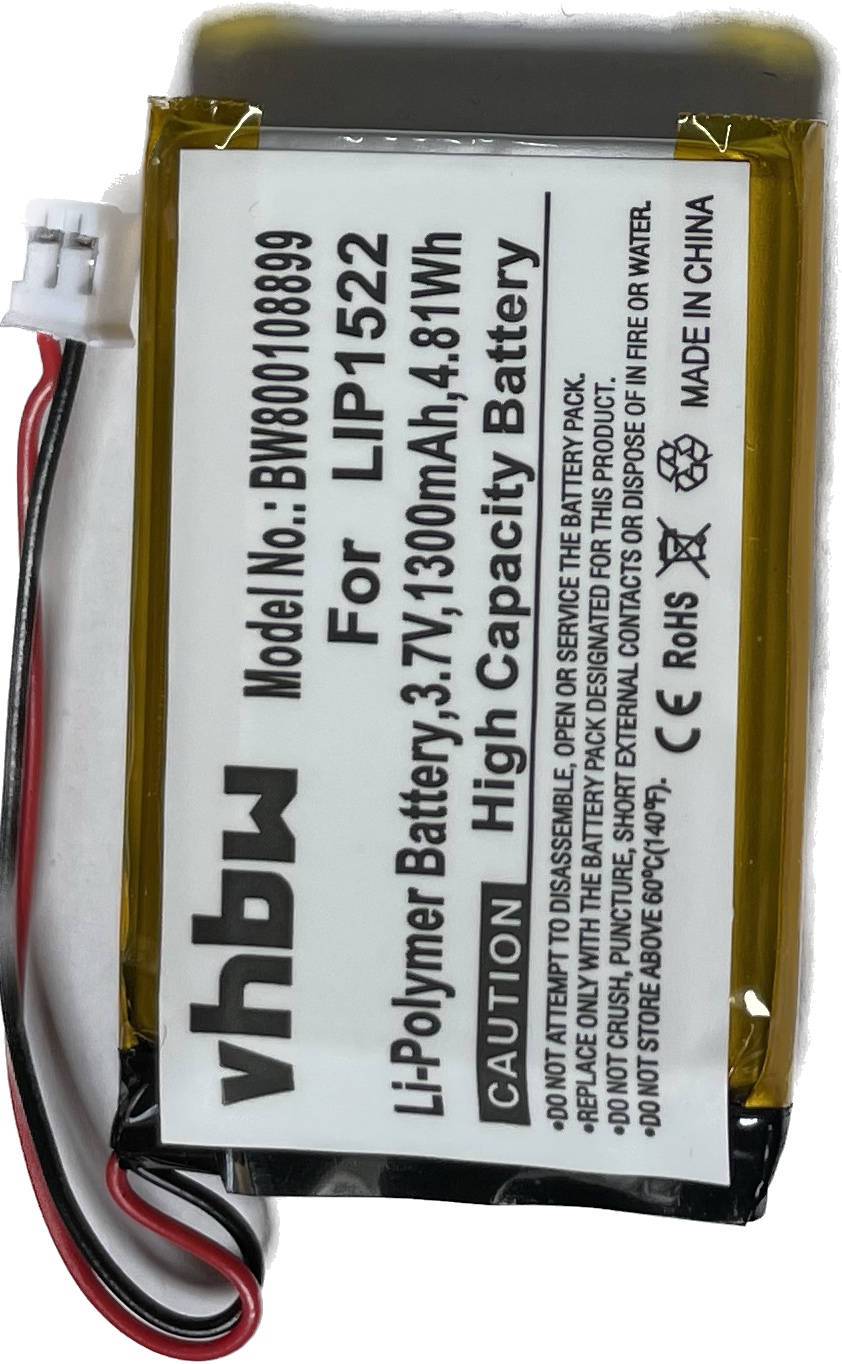 vhbw
Model No.: BW800108899
For LIP1522
Li-Polymer Battery,3.7V,1300mAh,4.81Wh
High Capacity Battery
CAUTION
•DO NOT ATTEMPT TO DISASSEMBLE, OPEN OR SERVICE THE BATTERY PACK.
•REPLACE ONLY WITH THE BATTERY PACK DESIGNATED FOR THIS PRODUCT.
•DO NOT CRUSH, PUNCTURE, SHORT EXTERNAL CONTACTS OR DISPOSE OF IN FIRE OR WATER.
•DO NOT STORE ABOVE 60°C(140°F).
CE RoHS MADE IN CHINA